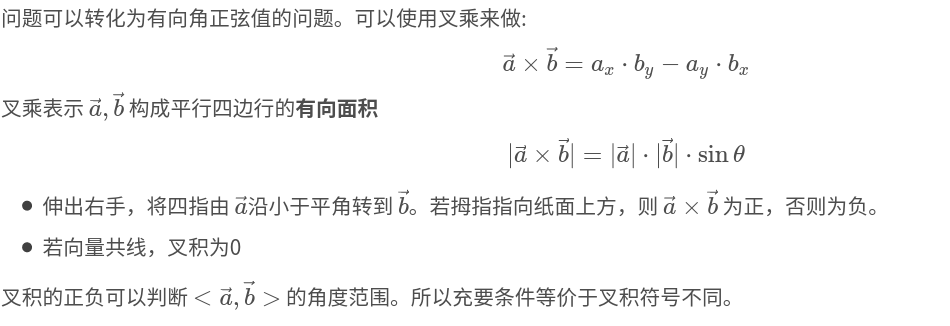 问题可以转化为有向角正弦值的问题。可以使用叉乘来做:
$\vec{a} \times \vec{b} = a_x \cdot b_y - a_y \cdot b_x$
叉乘表示 $\vec{a}, \vec{b}$ 构成平行四边行的有向面积
$|\vec{a} \times \vec{b}| = |\vec{a}| \cdot |\vec{b}| \cdot \sin\theta$
● 伸出右手，将四指由 $\vec{a}$沿小于平角转到 $\vec{b}$。若拇指指向纸面上方，则 $\vec{a} \times \vec{b}$ 为正，否则为负。
● 若向量共线，叉积为0
叉积的正负可以判断 $< \vec{a}, \vec{b} >$ 的角度范围。所以充要条件等价于叉积符号不同。